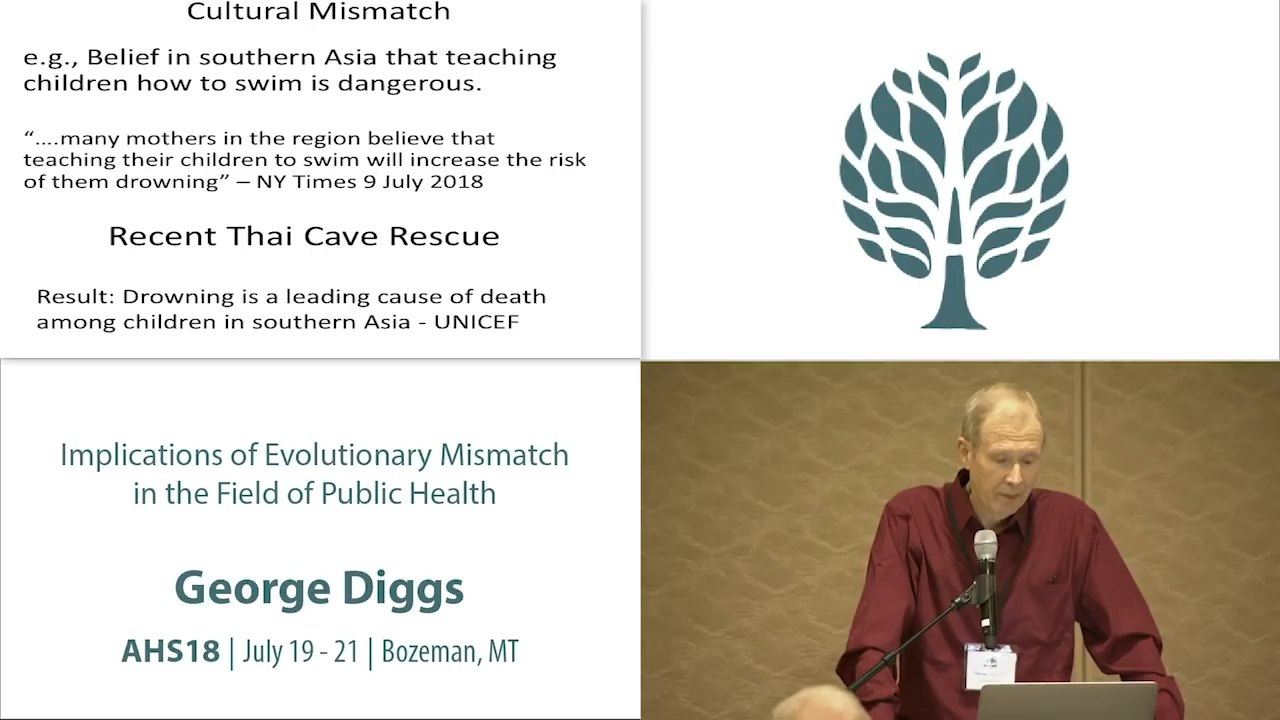 Cultural Mismatch
e.g., Belief in southern Asia that teaching
children how to swim is dangerous.
“....many mothers in the region believe that
teaching their children to swim will increase the risk
of them drowning” – NY Times 9 July 2018
Recent Thai Cave Rescue
Result: Drowning is a leading cause of death
among children in southern Asia - UNICEF
Implications of Evolutionary Mismatch
in the Field of Public Health
George Diggs
AHS18 | July 19 - 21 | Bozeman, MT